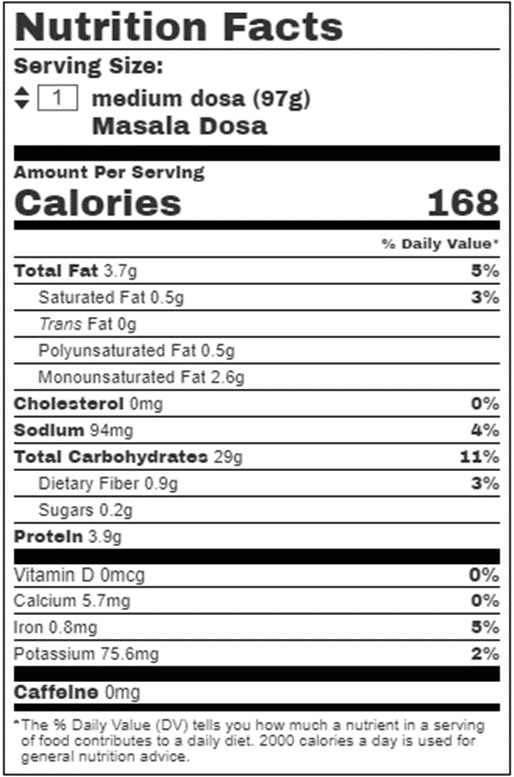 Nutrition Facts
Serving Size:
1 medium dosa (97g)
Masala Dosa
Amount Per Serving
Calories 168
% Daily Value*
Total Fat 3.7g 5%
Saturated Fat 0.5g 3%
Trans Fat 0g
Polyunsaturated Fat 0.5g
Monounsaturated Fat 2.6g
Cholesterol 0mg 0%
Sodium 94mg 4%
Total Carbohydrates 29g 11%
Dietary Fiber 0.9g 3%
Sugars 0.2g
Protein 3.9g
Vitamin D 0mcg 0%
Calcium 5.7mg 0%
Iron 0.8mg 5%
Potassium 75.6mg 2%
Caffeine 0mg
*The % Daily Value (DV) tells you how much a nutrient in a serving
of food contributes to a daily diet. 2000 calories a day is used for
general nutrition advice.